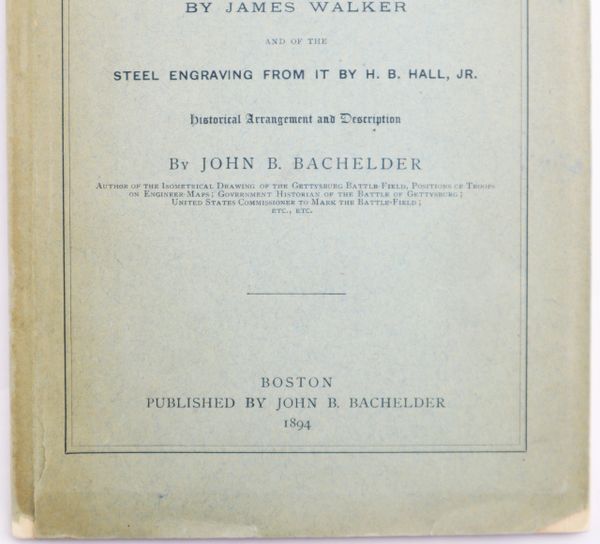 BY JAMES WALKER
AND OF THE
STEEL ENGRAVING FROM IT BY H. B. HALL, JR.
Historical Arrangement and Description
BY JOHN B. BACHELDER
AUTHOR OF THE ISOMETRICAL DRAWING OF THE GETTYSBURG BATTLE-FIELD, POSITIONS OF TROOPS
ON ENGINEER-MAPS; GOVERNMENT HISTORIAN OF THE BATTLE OF GETTYSBURG;
UNITED STATES COMMISSIONER TO MARK THE BATTLE-FIELD;
ETC., ETC.
BOSTON
PUBLISHED BY JOHN B. BACHELDER
1894